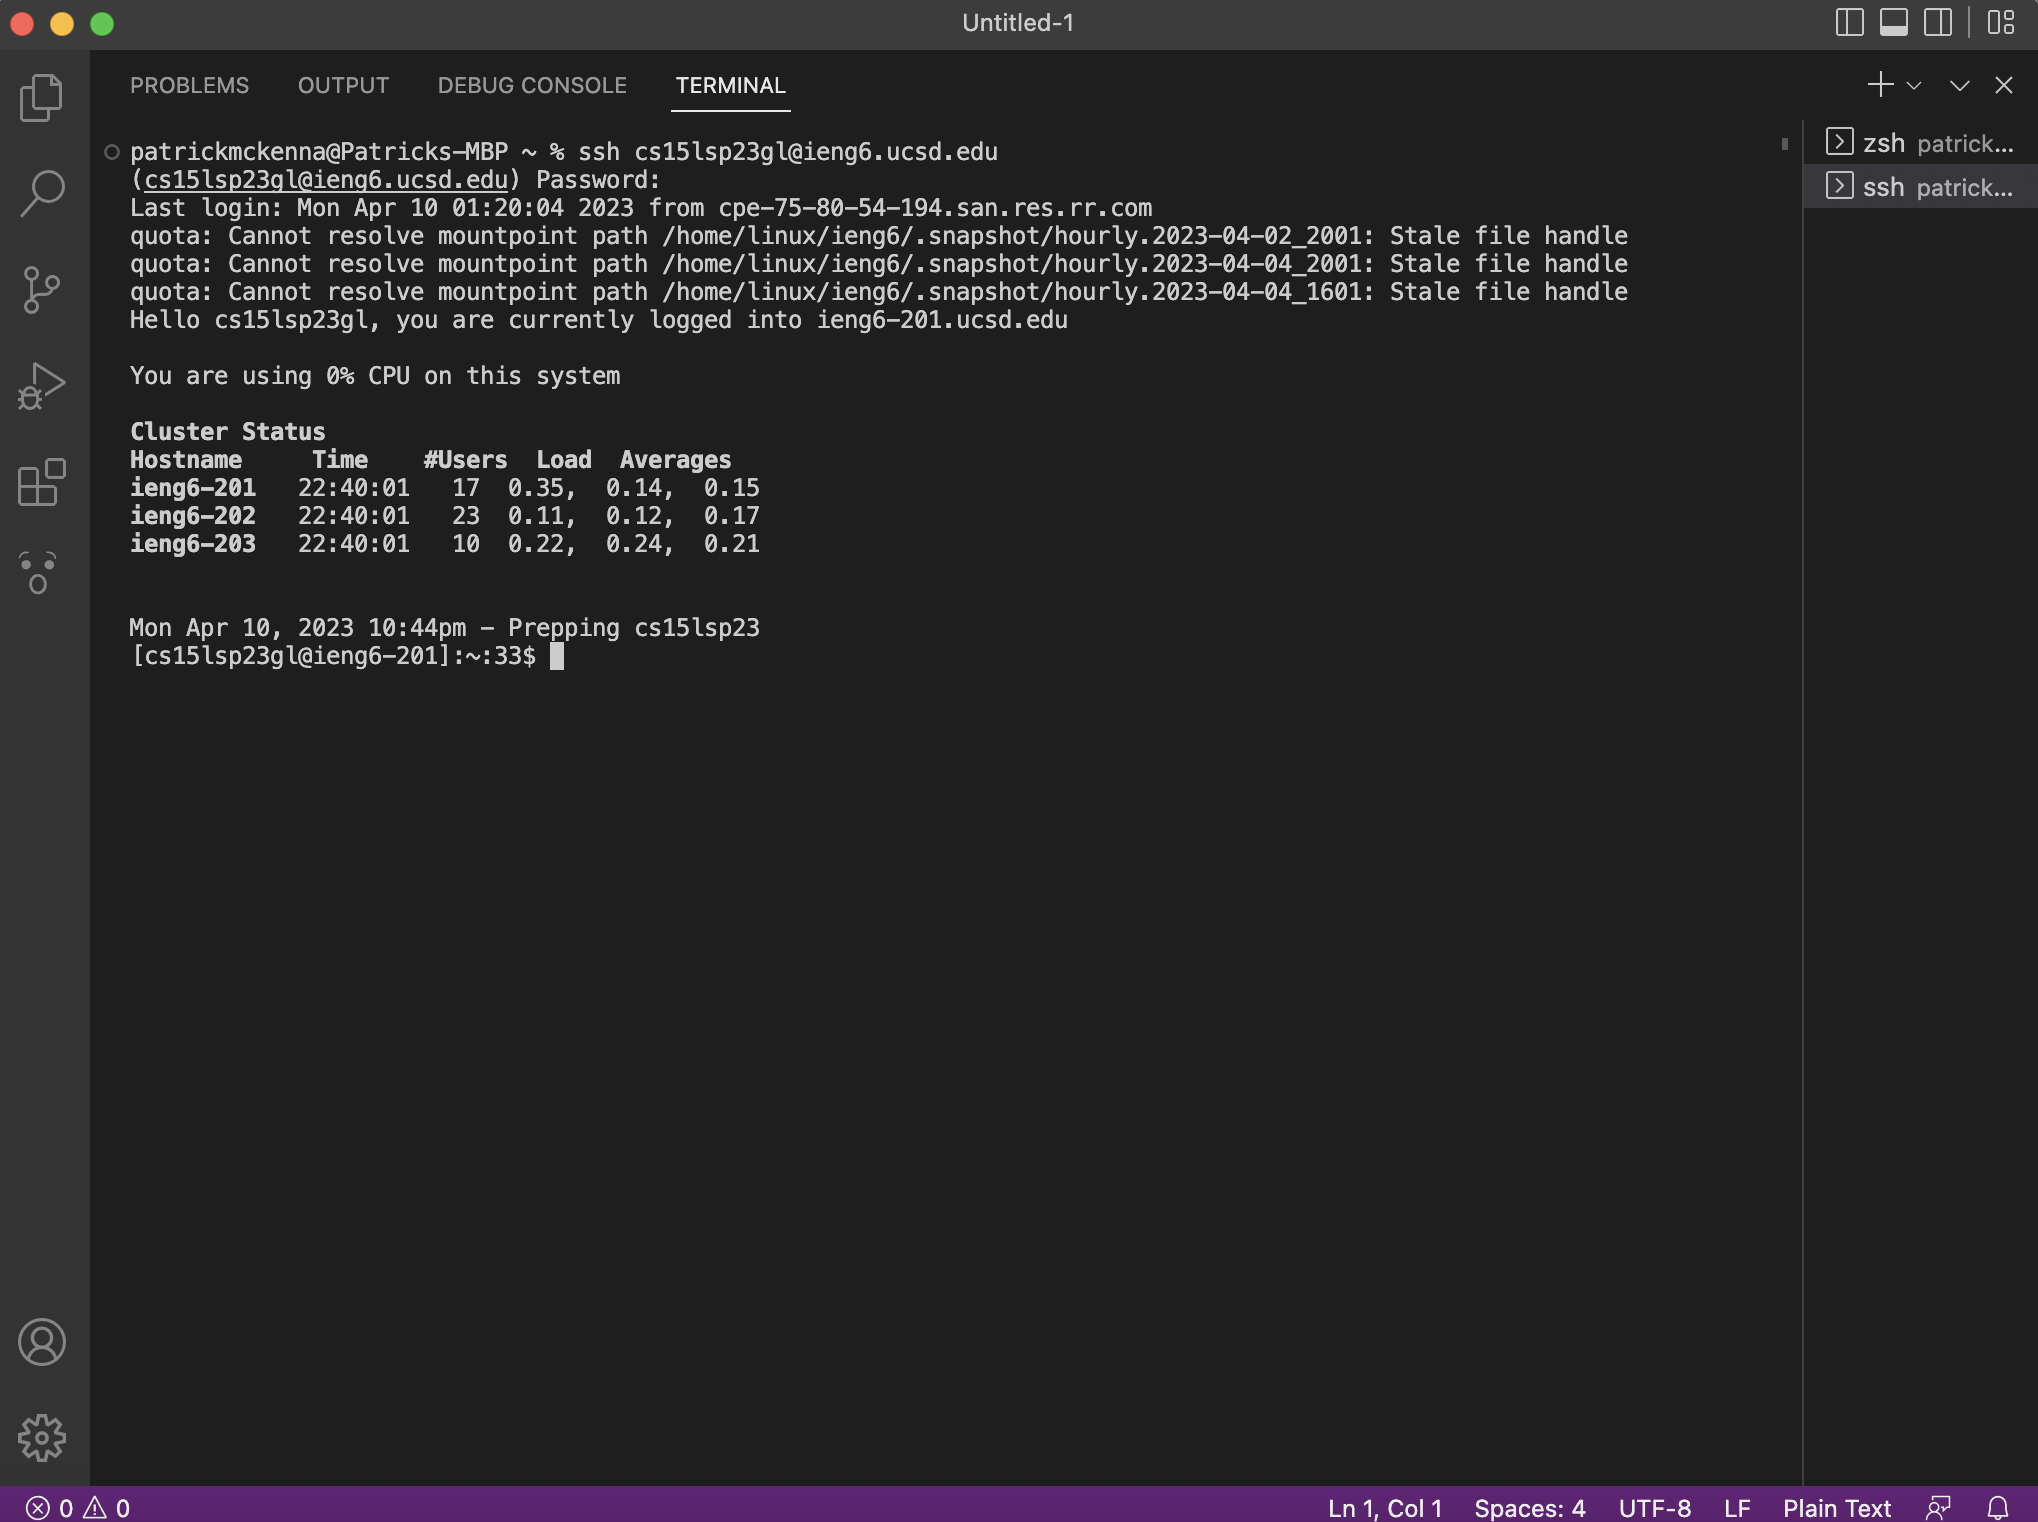 Untitled-1
PROBLEMS OUTPUT DEBUG CONSOLE TERMINAL
patrickmckenna@Patricks-MBP ~ % ssh cs15lsp23gl@ieng6.ucsd.edu
(cs15lsp23gl@ieng6.ucsd.edu) Password:
Last login: Mon Apr 10 01:20:04 2023 from cpe-75-80-54-194.san.res.rr.com
quota: Cannot resolve mountpoint path /home/linux/ieng6/.snapshot/hourly.2023-04-02_2001: Stale file handle
quota: Cannot resolve mountpoint path /home/linux/ieng6/.snapshot/hourly.2023-04-04_2001: Stale file handle
quota: Cannot resolve mountpoint path /home/linux/ieng6/.snapshot/hourly.2023-04-04_1601: Stale file handle
Hello cs15lsp23gl, you are currently logged into ieng6-201.ucsd.edu
You are using 0% CPU on this system
Cluster Status
Hostname Time #Users Load Averages
ieng6-201 22:40:01 17 0.35, 0.14, 0.15
ieng6-202 22:40:01 23 0.11, 0.12, 0.17
ieng6-203 22:40:01 10 0.22, 0.24, 0.21
Mon Apr 10, 2023 10:44pm - Prepping cs15lsp23
[cs15lsp23gl@ieng6-201]:~:33$
zsh patrick...
ssh patrick...
0 0 Ln 1, Col 1 Spaces: 4 UTF-8 LF Plain Text